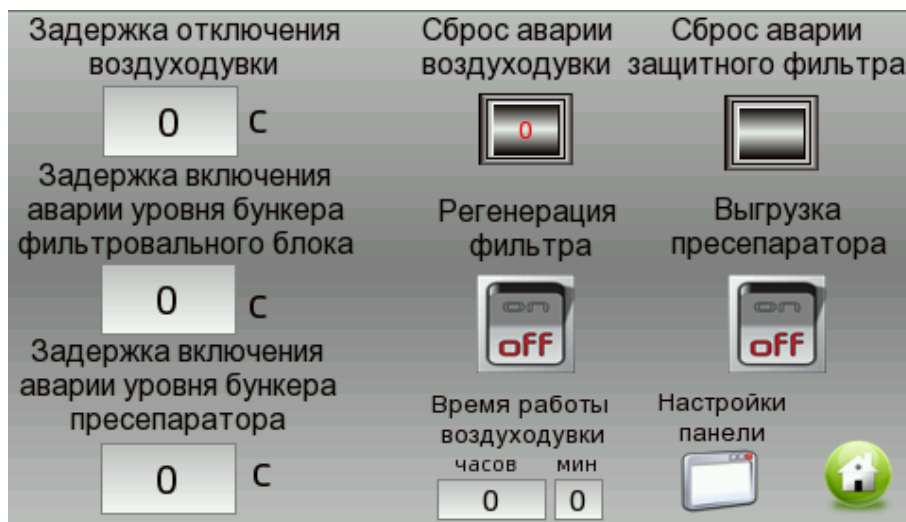 Задержка отключения
воздуходувки
0 с
Задержка включения
аварии уровня бункера
фильтровального блока
0 с
Задержка включения
аварии уровня бункера
пресепаратора
0 с
Сброс аварии
воздуходувки
0
Сброс аварии
защитного фильтра
Регенерация
фильтра
on
off
Выгрузка
пресепаратора
on
off
Время работы
воздуходувки
часов мин
0 0
Настройки
панели